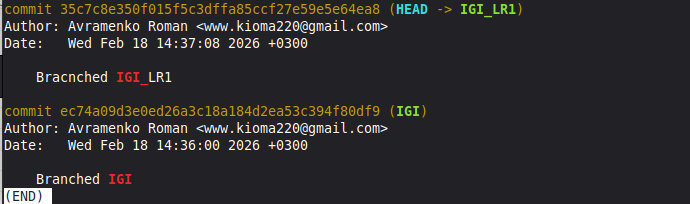 commit 35c7c8e350f015f5c3dffa85ccf27e59e5e64ea8 (HEAD -> IGI_LR1)
Author: Avramenko Roman <www.kioma220@gmail.com>
Date:   Wed Feb 18 14:37:08 2026 +0300
Bracnched IGI_LR1
commit ec74a09d3e0ed26a3c18a184d2ea53c394f80df9 (IGI)
Author: Avramenko Roman <www.kioma220@gmail.com>
Date:   Wed Feb 18 14:36:00 2026 +0300
Branched IGI
(END)